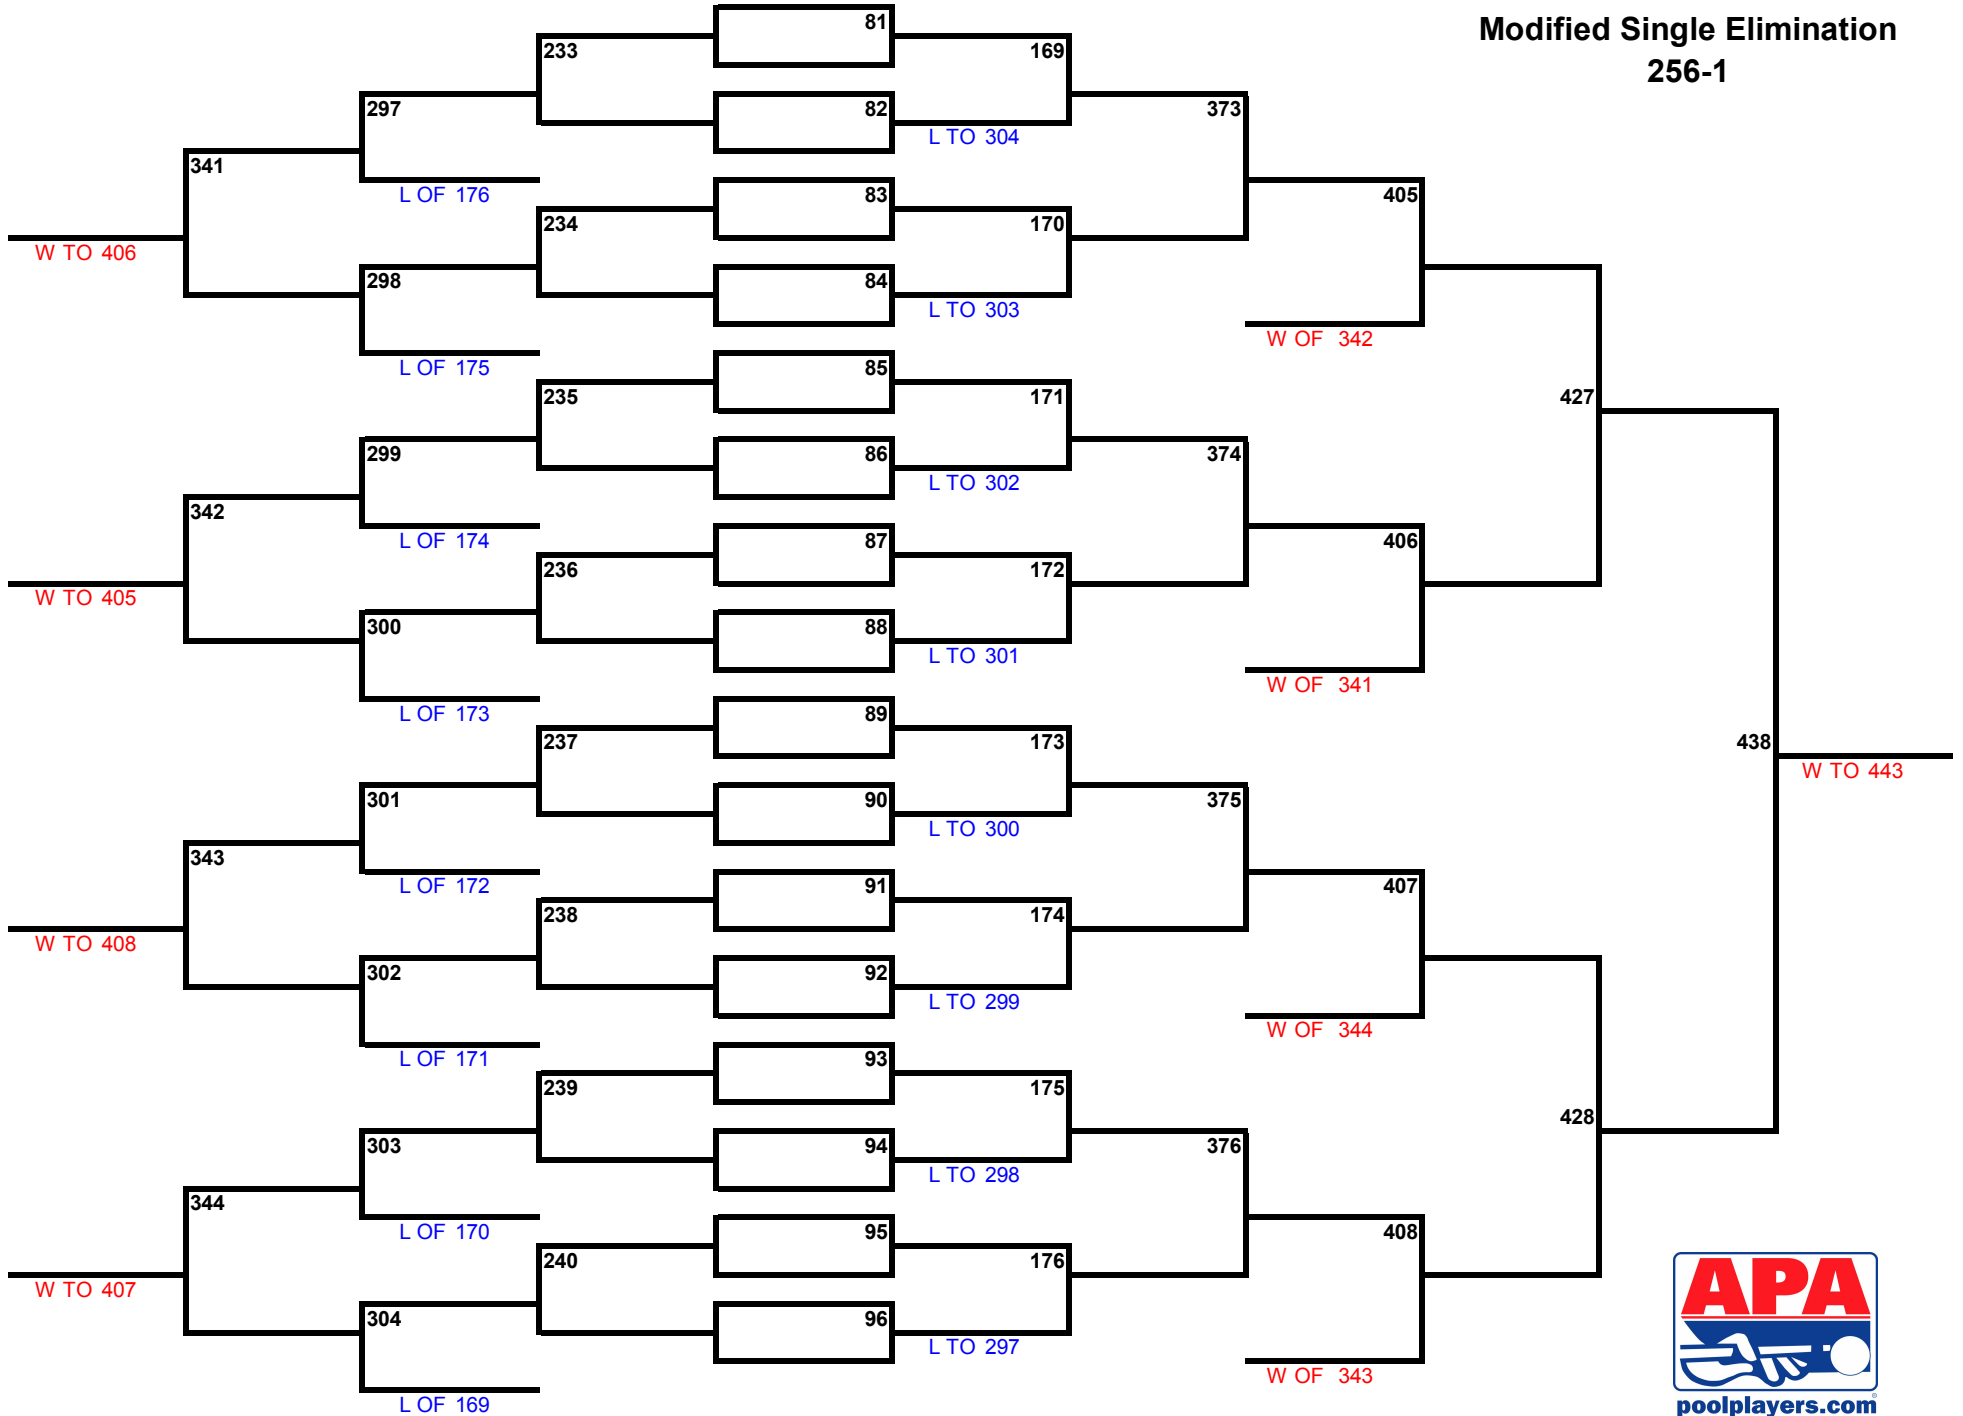 Modified Single Elimination
256-1
81
233
169
297
82
373
L TO 304
341
L OF 176
83
405
234
170
W TO 406
298
84
L TO 303
W OF 342
L OF 175
85
235
171
427
299
86
374
L TO 302
342
L OF 174
87
406
236
172
W TO 405
300
88
L TO 301
W OF 341
L OF 173
89
237
173
438
W TO 443
301
90
375
L TO 300
343
L OF 172
91
407
238
174
W TO 408
302
92
L TO 299
W OF 344
L OF 171
93
239
175
428
303
94
376
L TO 298
344
L OF 170
95
408
240
176
W TO 407
304
96
L TO 297
W OF 343
L OF 169
APA
poolplayers.com